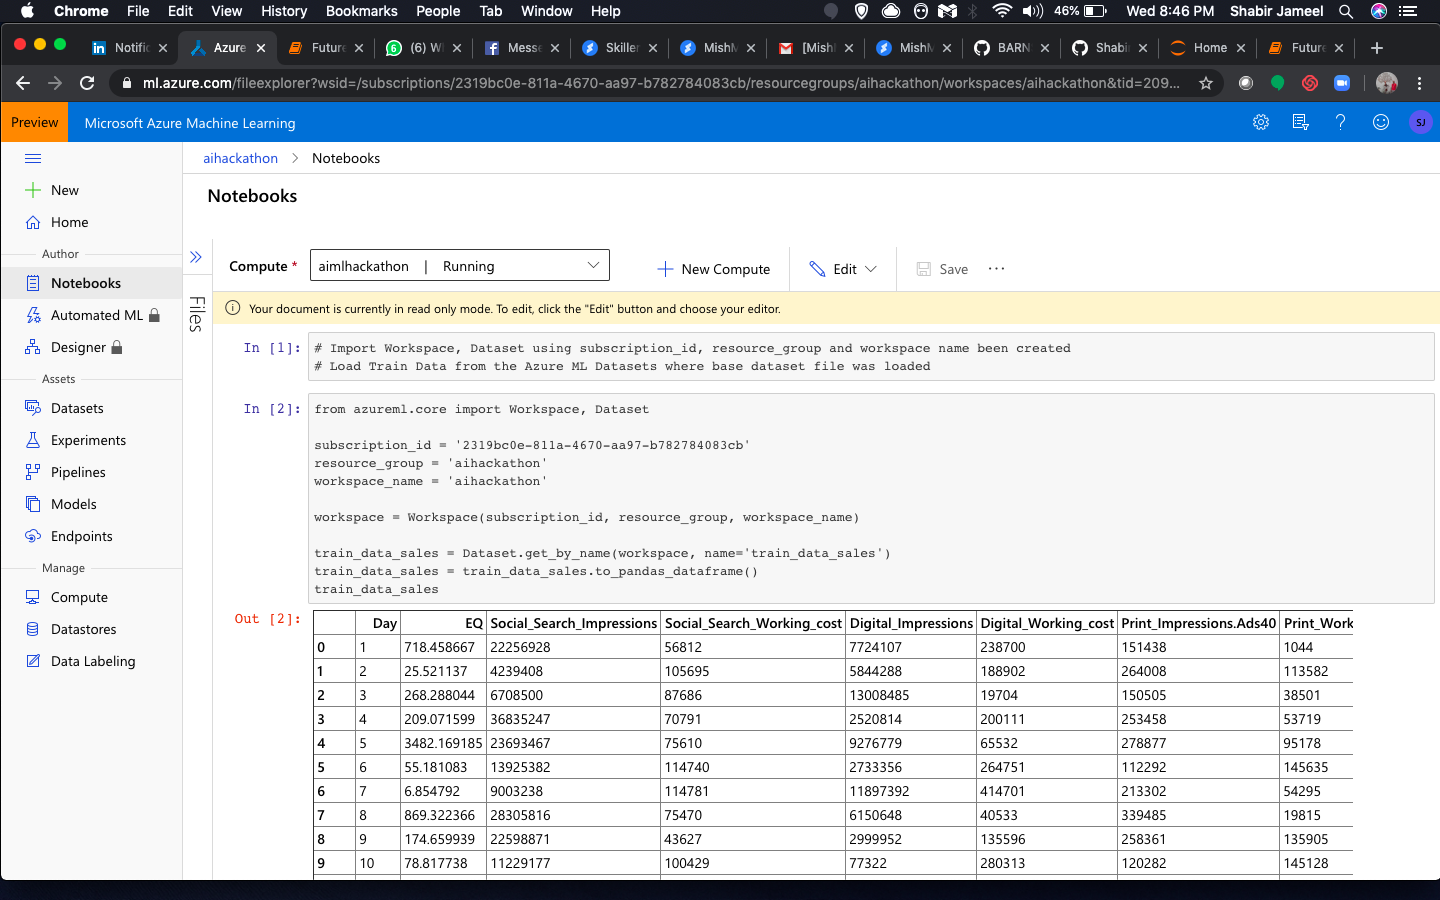 Chrome File Edit View History Bookmarks People Tab Window Help 46% Wed 8:46 PM Shabir Jameel
Notific Azure Future (6) W Messe Skiller MishM [Mish MishM BARN Shabir Home Future
ml.azure.com/fileexplorer?wsid=/subscriptions/2319bc0e-811a-4670-aa97-b782784083cb/resourcegroups/aihackathon/workspaces/aihackathon&tid=209...
Preview Microsoft Azure Machine Learning SJ
aihackathon > Notebooks
New
Home
Author
Notebooks
Automated ML
Designer
Assets
Datasets
Experiments
Pipelines
Models
Endpoints
Manage
Compute
Datastores
Data Labeling
Notebooks
Files
Compute * aimlhackathon | Running New Compute Edit Save ...
Your document is currently in read only mode. To edit, click the "Edit" button and choose your editor.
In [1]: # Import Workspace, Dataset using subscription_id, resource_group and workspace name been created
# Load Train Data from the Azure ML Datasets where base dataset file was loaded
In [2]: from azureml.core import Workspace, Dataset
subscription_id = '2319bc0e-811a-4670-aa97-b782784083cb'
resource_group = 'aihackathon'
workspace_name = 'aihackathon'
workspace = Workspace(subscription_id, resource_group, workspace_name)
train_data_sales = Dataset.get_by_name(workspace, name='train_data_sales')
train_data_sales = train_data_sales.to_pandas_dataframe()
train_data_sales
Out [2]:
Day EQ Social_Search_Impressions Social_Search_Working_cost Digital_Impressions Digital_Working_cost Print_Impressions.Ads40 Print_Work
0 1 718.458667 22256928 56812 7724107 238700 151438 1044
1 2 25.521137 4239408 105695 5844288 188902 264008 113582
2 3 268.288044 6708500 87686 13008485 19704 150505 38501
3 4 209.071599 36835247 70791 2520814 200111 253458 53719
4 5 3482.169185 23693467 75610 9276779 65532 278877 95178
5 6 55.181083 13925382 114740 2733356 264751 112292 145635
6 7 6.854792 9003238 114781 11897392 414701 213302 54295
7 8 869.322366 28305816 75470 6150648 40533 339485 19815
8 9 174.659939 22598871 43627 2999952 135596 258361 135905
9 10 78.817738 11229177 100429 77322 280313 120282 145128